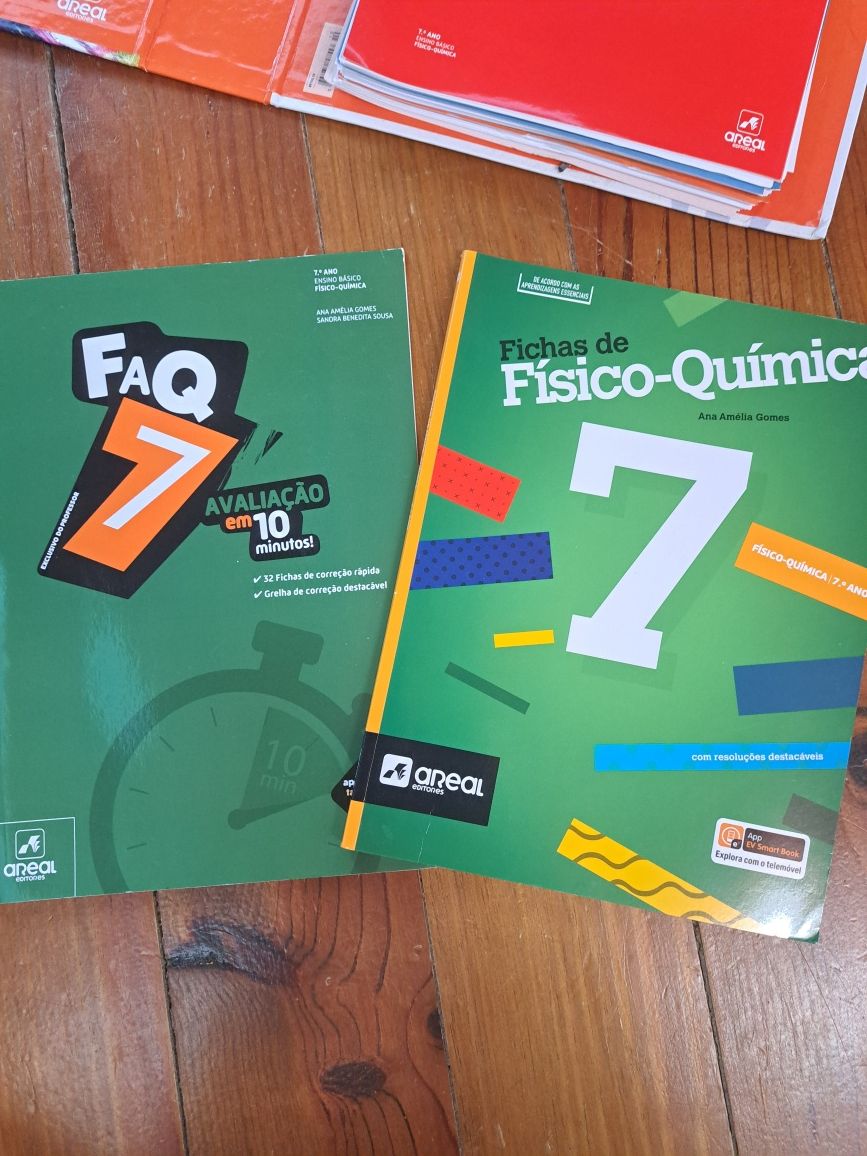 areal
EDITORES
7.º ANO
ENSINO BÁSICO
FÍSICO-QUÍMICA
areal
EDITORES
7.º ANO
ENSINO BÁSICO
FÍSICO-QUÍMICA
ANA AMÉLIA GOMES
SANDRA BENEDITA SOUSA
FAQ
7
EXCLUSIVO DO PROFESSOR
AVALIAÇÃO
em 10
minutos!
✓ 32 Fichas de correção rápida
✓ Grelha de correção destacável
10
min
areal
EDITORES
DE ACORDO COM AS
APRENDIZAGENS ESSENCIAIS
Fichas de
Físico-Química
Ana Amélia Gomes
7
FÍSICO-QUÍMICA | 7.º ANO
com resoluções destacáveis
areal
EDITORES
App
EV Smart Book
Explora com o telemóvel